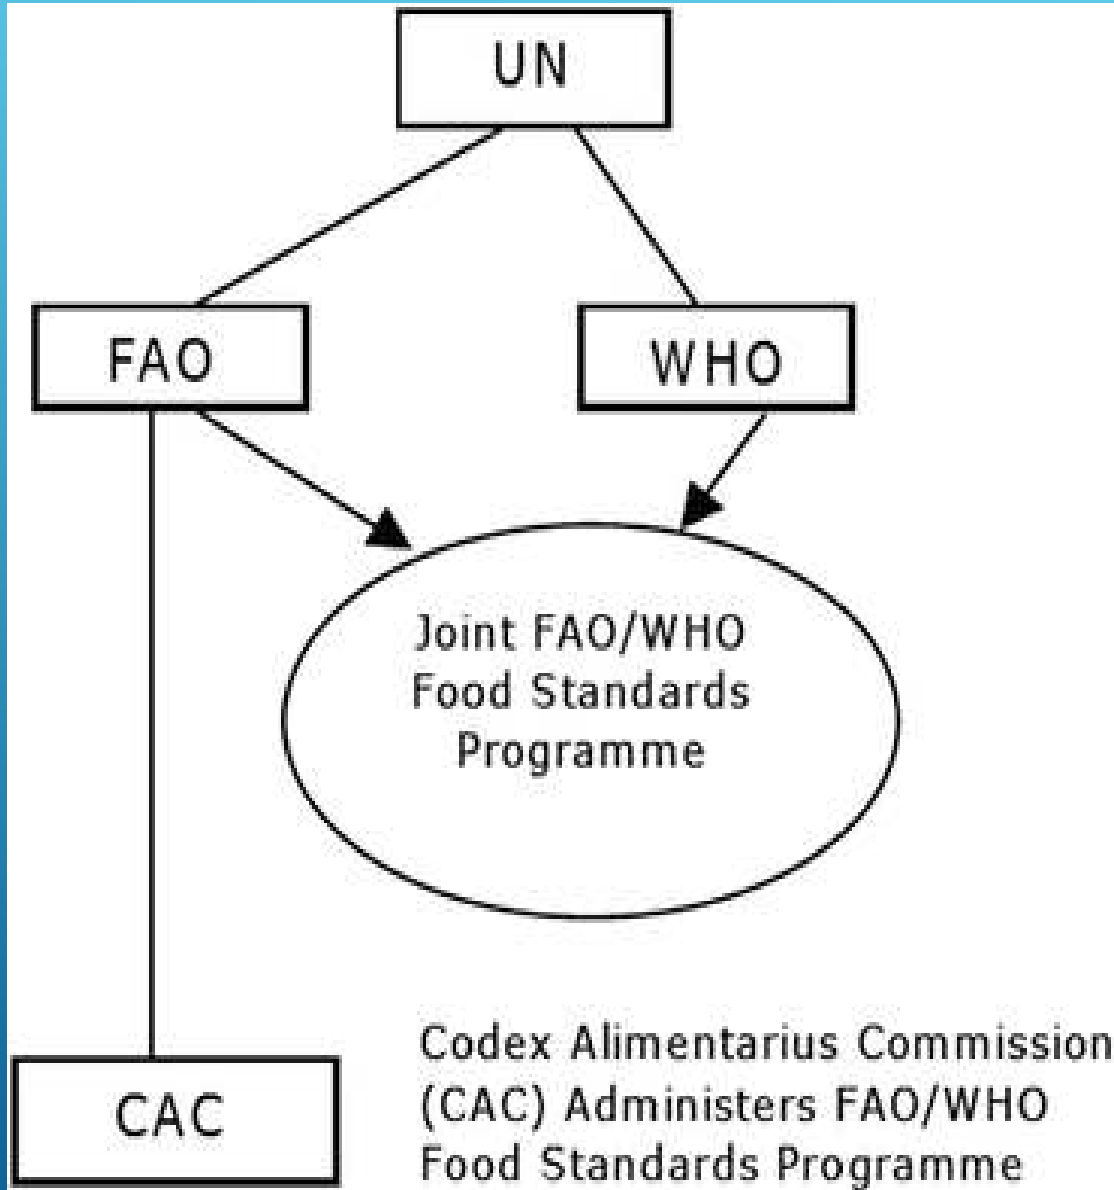 UN
FAO
WHO
Joint FAO/WHO
Food Standards
Programme
CAC
Codex Alimentarius Commission
(CAC) Administers FAO/WHO
Food Standards Programme